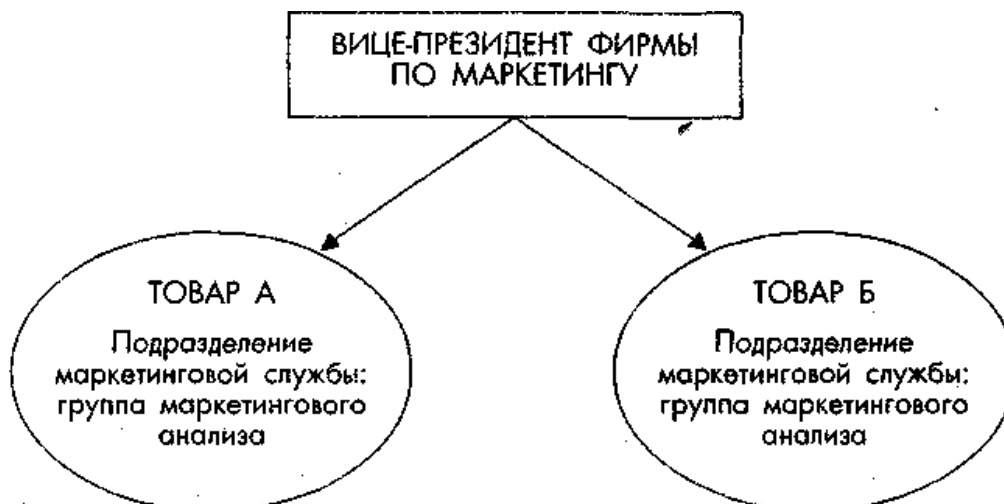 ВИЦЕ-ПРЕЗИДЕНТ ФИРМЫ
ПО МАРКЕТИНГУ
ТОВАР А
Подразделение
маркетинговой службы:
группа маркетингового
анализа
ТОВАР Б
Подразделение
маркетинговой службы:
группа маркетингового
анализа